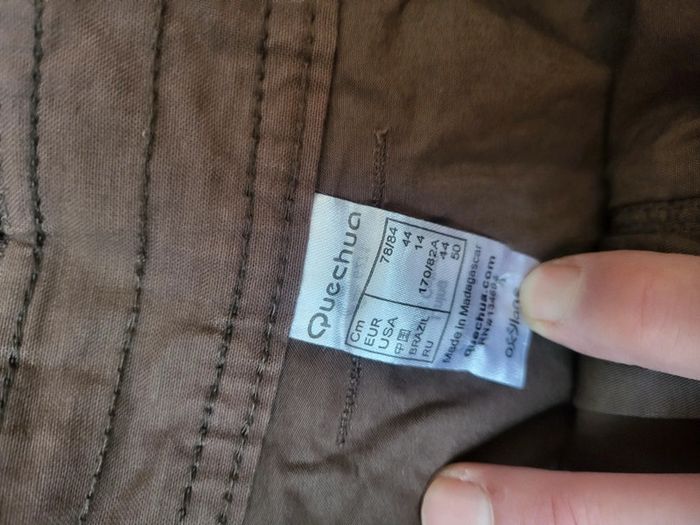 Quechua
Cm 78/84
EUR 44
USA 14
中国 170/82A
BRAZIL 44
RU 50
Made in Madagascar
quechua.com